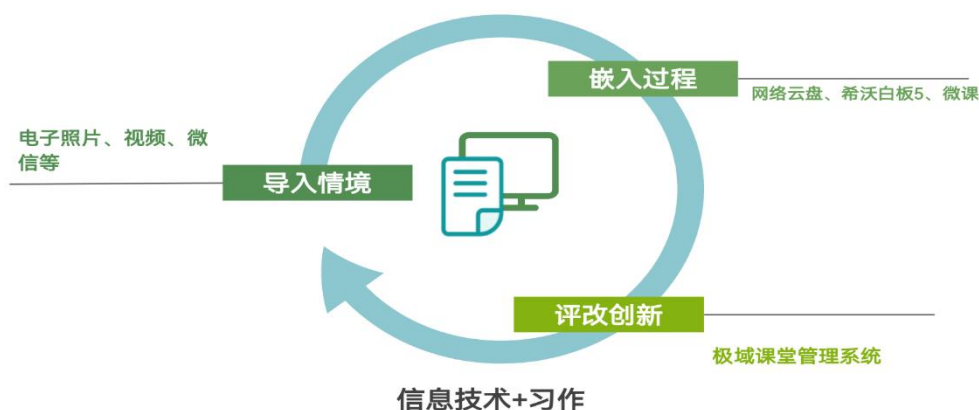 嵌入过程
网络云盘、希沃白板5、微课
电子照片、视频、微
信等
导入情境
评改创新
极域课堂管理系统
信息技术+习作